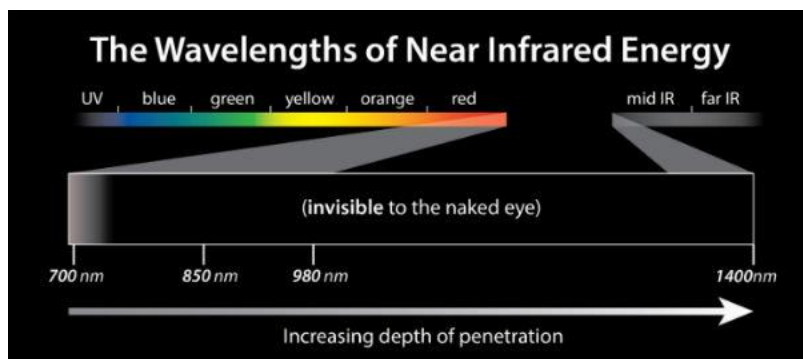 The Wavelengths of Near Infrared Energy
UV blue green yellow orange red mid IR far IR
(invisible to the naked eye)
700 nm 850 nm 980 nm 1400nm
Increasing depth of penetration